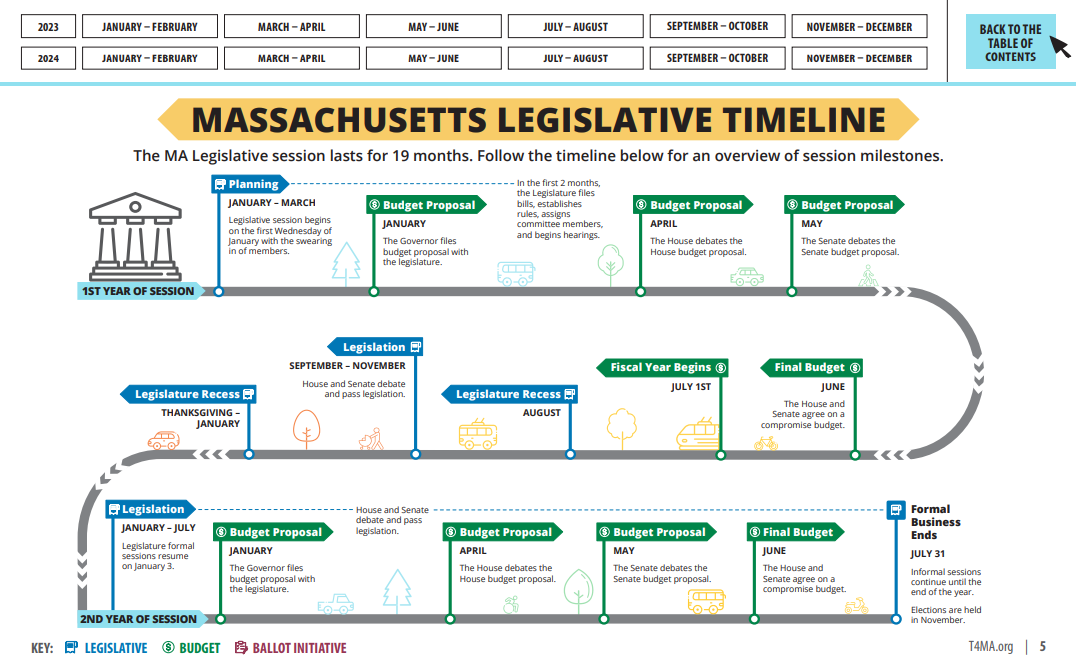 2023
JANUARY – FEBRUARY
MARCH – APRIL
MAY – JUNE
JULY – AUGUST
SEPTEMBER – OCTOBER
NOVEMBER – DECEMBER
2024
JANUARY – FEBRUARY
MARCH – APRIL
MAY – JUNE
JULY – AUGUST
SEPTEMBER – OCTOBER
NOVEMBER – DECEMBER
BACK TO THE
TABLE OF
CONTENTS
MASSACHUSETTS LEGISLATIVE TIMELINE
The MA Legislative session lasts for 19 months. Follow the timeline below for an overview of session milestones.
Planning
JANUARY – MARCH
Legislative session begins
on the first Wednesday of
January with the swearing
in of members.
Budget Proposal
JANUARY
The Governor files
budget proposal with
the legislature.
In the first 2 months,
the Legislature files
bills, establishes
rules, assigns
committee members,
and begins hearings.
Budget Proposal
APRIL
The House debates the
House budget proposal.
Budget Proposal
MAY
The Senate debates the
Senate budget proposal.
1ST YEAR OF SESSION
Legislature Recess
THANKSGIVING –
JANUARY
Legislation
SEPTEMBER – NOVEMBER
House and Senate debate
and pass legislation.
Legislature Recess
AUGUST
Fiscal Year Begins
JULY 1ST
Final Budget
JUNE
The House and
Senate agree on a
compromise budget.
Legislation
JANUARY – JULY
Legislature formal
sessions resume
on January 3.
Budget Proposal
JANUARY
The Governor files
budget proposal with
the legislature.
House and Senate
debate and pass
legislation.
Budget Proposal
APRIL
The House debates the
House budget proposal.
Budget Proposal
MAY
The Senate debates the
Senate budget proposal.
Final Budget
JUNE
The House and
Senate agree on a
compromise budget.
Formal
Business
Ends
JULY 31
Informal sessions
continue until the
end of the year.
Elections are held
in November.
2ND YEAR OF SESSION
KEY: LEGISLATIVE BUDGET BALLOT INITIATIVE
T4MA.org | 5